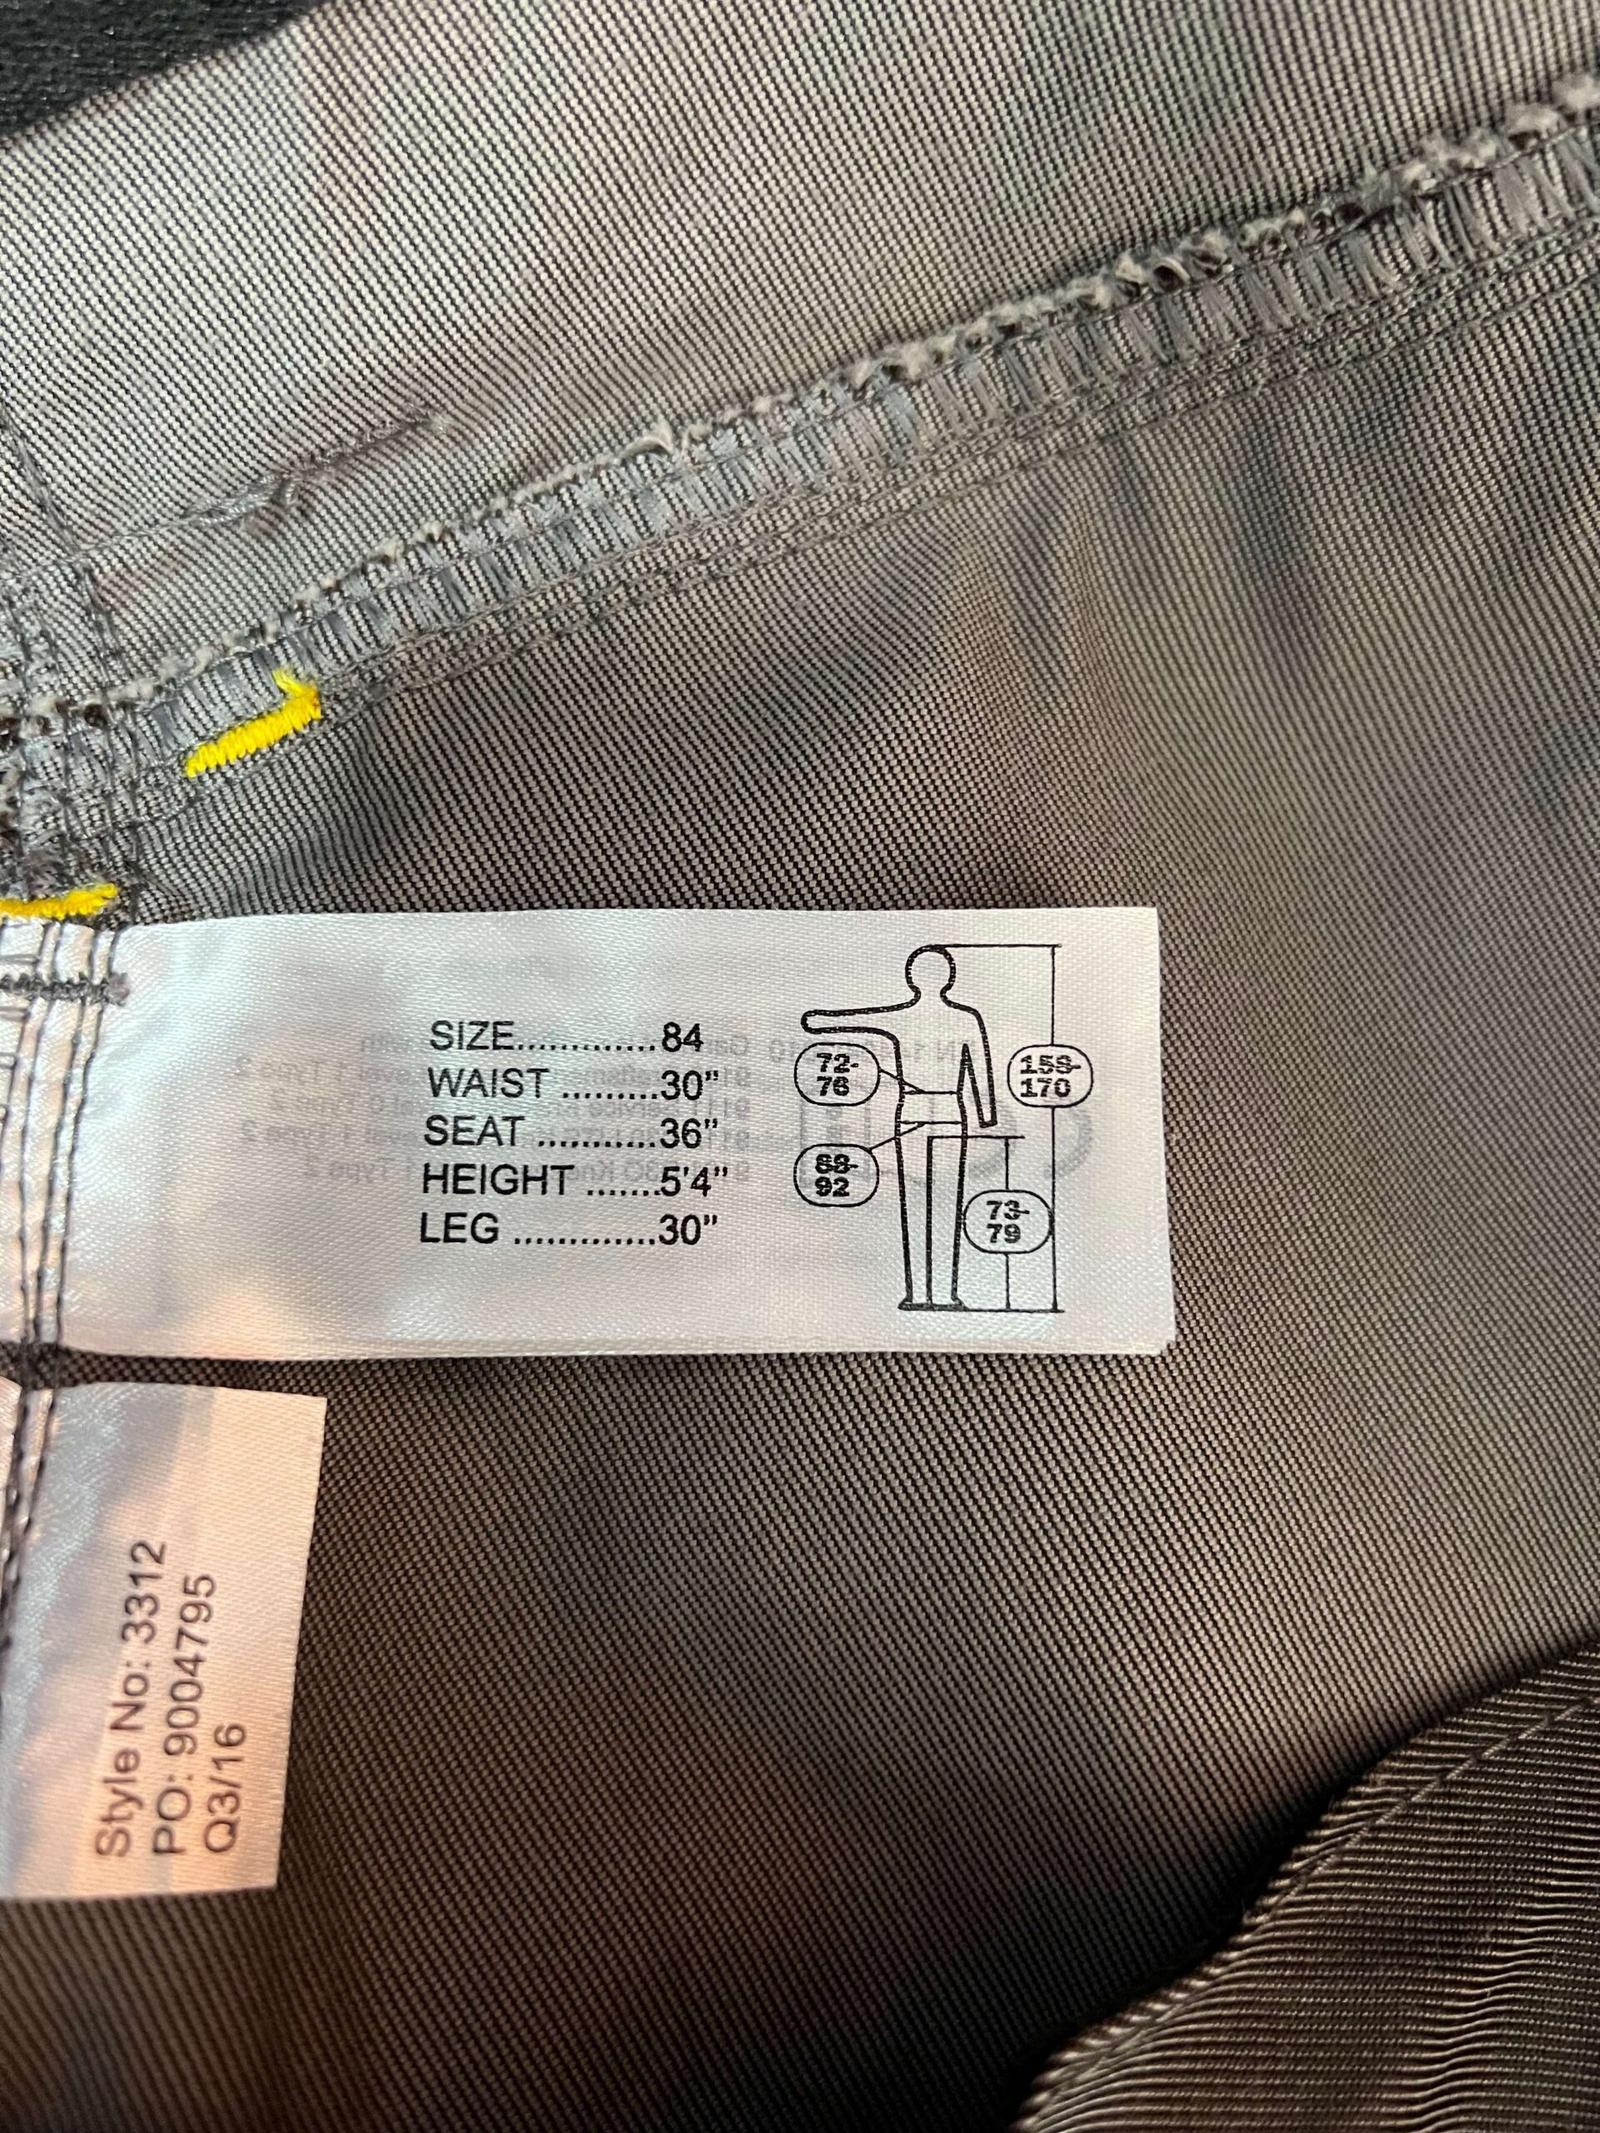 SIZE.............84
WAIST .........30"
SEAT ...........36"
HEIGHT .......5'4"
LEG .............30"
72-
76
158-
170
88-
92
73-
79
Style No: 3312
PO: 9004795
Q3/16